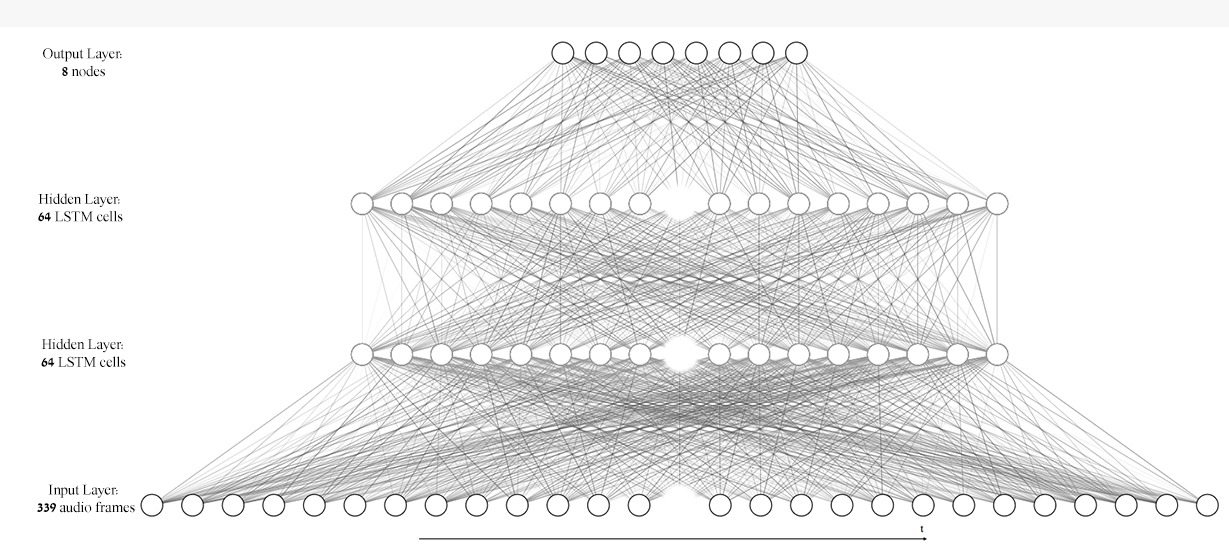 Output Layer:
8 nodes
Hidden Layer:
64 LSTM cells
Hidden Layer:
64 LSTM cells
Input Layer:
339 audio frames
t